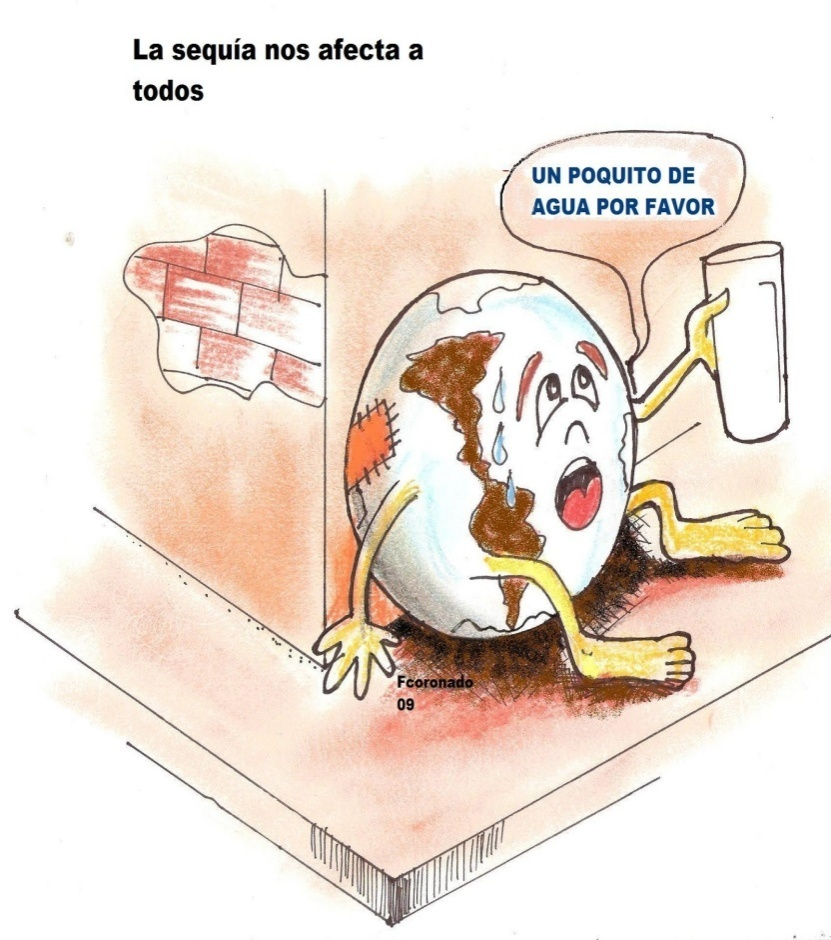 La sequía nos afecta a
todos
UN POQUITO DE
AGUA POR FAVOR
Fcoronado
09